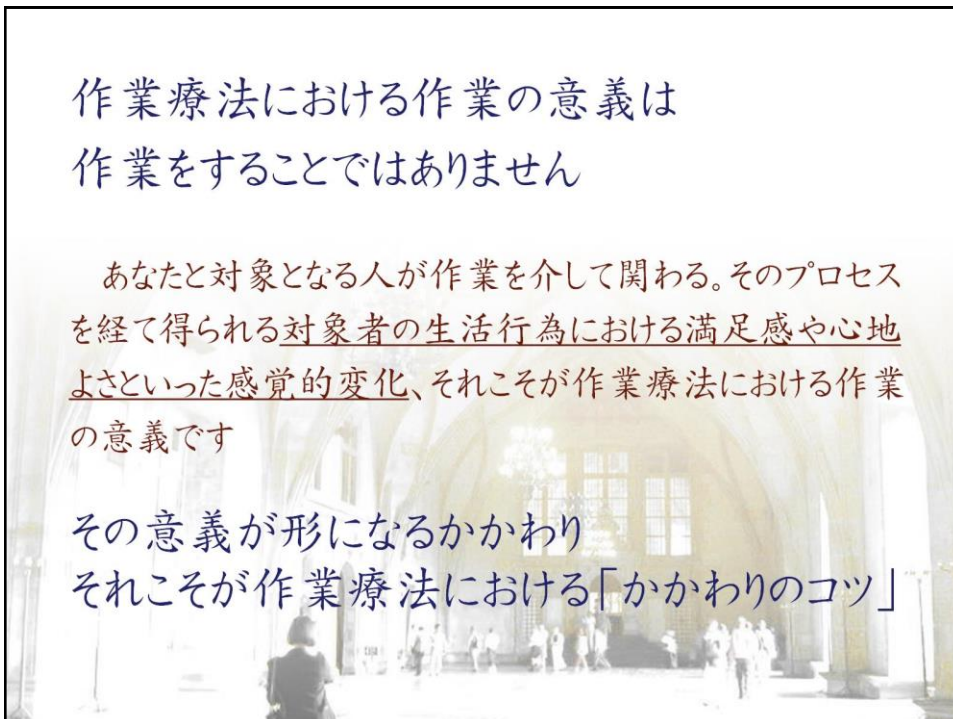 作業療法における作業の意義は
作業をすることではありません
あなたと対象となる人が作業を介して関わる。そのプロセス
を経て得られる対象者の生活行為における満足感や心地
よさといった感覚的変化、それこそが作業療法における作業
の意義です
その意義が形になるかかわり
それこそが作業療法における「かかわりのコツ」